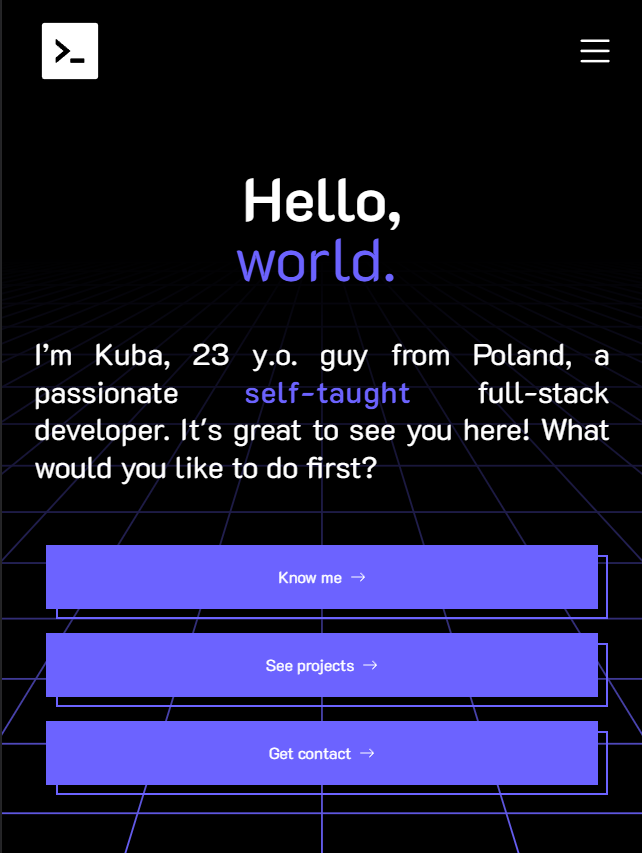 >_
Hello,
world.
I’m Kuba, 23 y.o. guy from Poland, a
passionate self-taught full-stack
developer. It's great to see you here! What
would you like to do first?
Know me →
See projects →
Get contact →